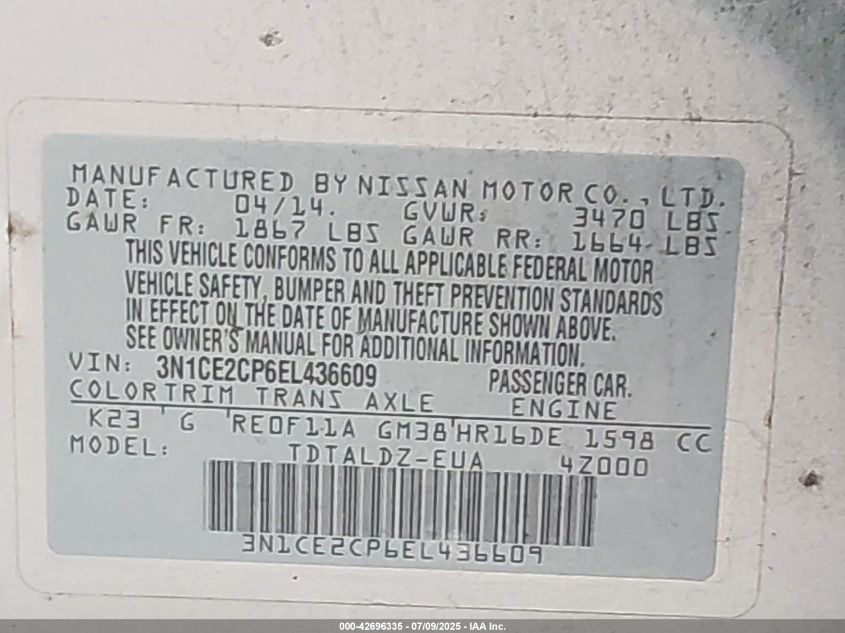 MANUFACTURED BY NISSAN MOTOR CO., LTD.
DATE: 04/14. GVWR: 3470 LBS
GAWR FR: 1867 LBS GAWR RR: 1664 LBS
THIS VEHICLE CONFORMS TO ALL APPLICABLE FEDERAL MOTOR
VEHICLE SAFETY, BUMPER AND THEFT PREVENTION STANDARDS
IN EFFECT ON THE DATE OF MANUFACTURE SHOWN ABOVE.
SEE OWNER'S MANUAL FOR ADDITIONAL INFORMATION.
VIN: 3N1CE2CP6EL436609 PASSENGER CAR.
COLORTRIM TRANS AXLE ENGINE
K23 ' G 'RE0F11A GM38'HR16DE 1598 CC
MODEL: TDTALDZ-EUA 4Z000
3N1CE2CP6EL436609
000-42696335 - 07/09/2025 - IAA Inc.